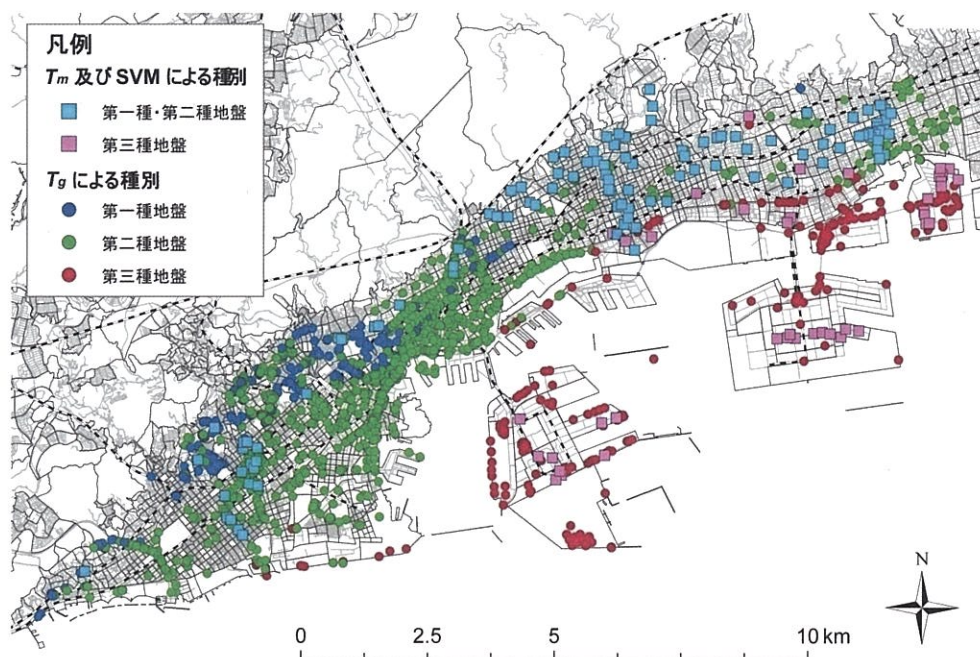 凡例
Tm 及び SVM による種別
第一種・第二種地盤
第三種地盤
Tg による種別
第一種地盤
第二種地盤
第三種地盤
N
0 2.5 5 10 km